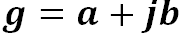 g = a + jb